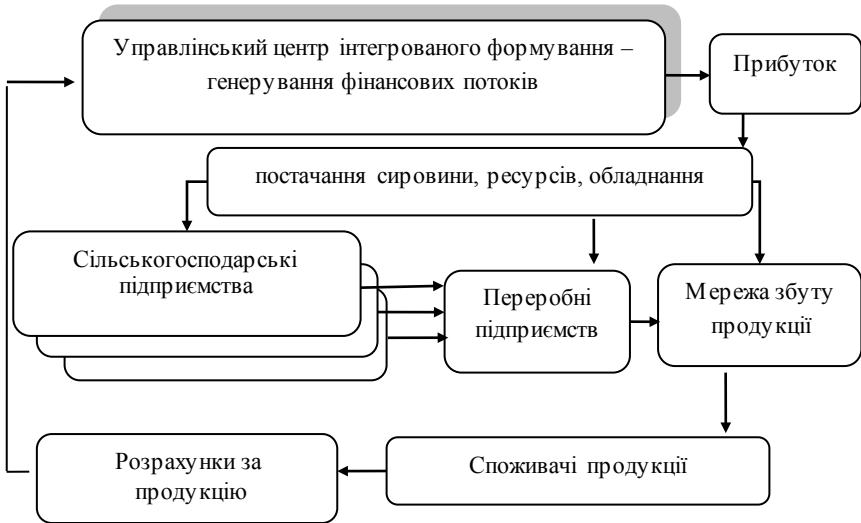 Управлінський центр інтегрованого формування –
генерування фінансових потоків
Прибуток
постачання сировини, ресурсів, обладнання
Сільськогосподарські
підприємства
Переробні
підприємств
Мережа збуту
продукції
Розрахунки за
продукцію
Споживачі продукції